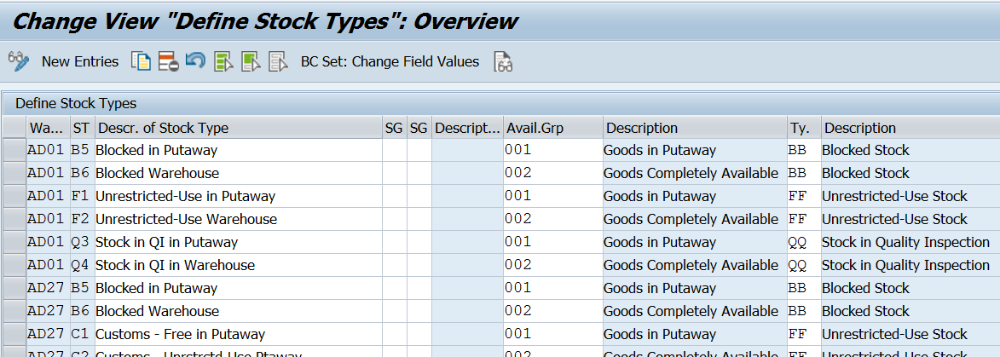 Change View "Define Stock Types": Overview
New Entries BC Set: Change Field Values
Define Stock Types
Wa... ST Descr. of Stock Type SG SG Descript... Avail.Grp Description Ty. Description
AD01 B5 Blocked in Putaway 001 Goods in Putaway BB Blocked Stock
AD01 B6 Blocked Warehouse 002 Goods Completely Available BB Blocked Stock
AD01 F1 Unrestricted-Use in Putaway 001 Goods in Putaway FF Unrestricted-Use Stock
AD01 F2 Unrestricted-Use Warehouse 002 Goods Completely Available FF Unrestricted-Use Stock
AD01 Q3 Stock in QI in Putaway 001 Goods in Putaway QQ Stock in Quality Inspection
AD01 Q4 Stock in QI in Warehouse 002 Goods Completely Available QQ Stock in Quality Inspection
AD27 B5 Blocked in Putaway 001 Goods in Putaway BB Blocked Stock
AD27 B6 Blocked Warehouse 002 Goods Completely Available BB Blocked Stock
AD27 C1 Customs - Free in Putaway 001 Goods in Putaway FF Unrestricted-Use Stock
AD27 C2 Customs - Unrstrctd-Use Ptaway 002 Goods Completely Available FF Unrestricted-Use Stock